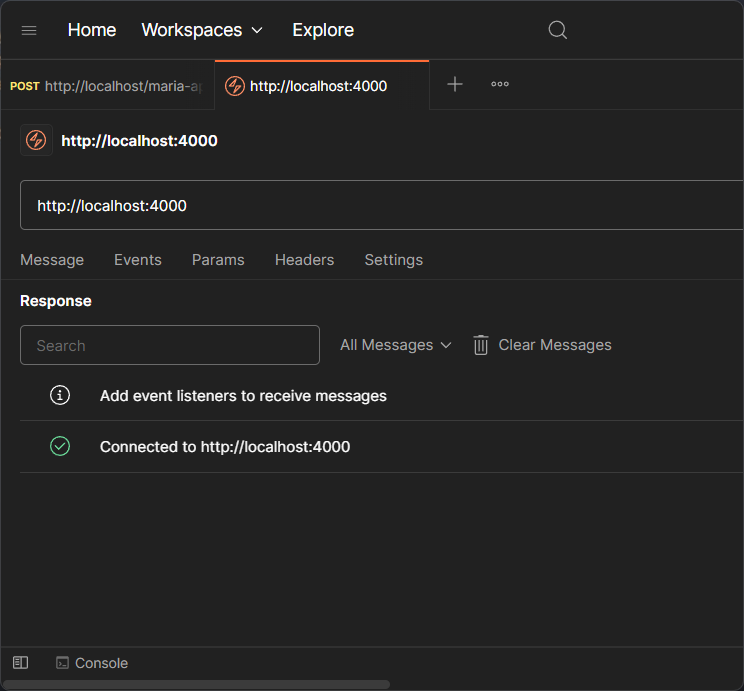 Home Workspaces Explore
POST http://localhost/maria-ap http://localhost:4000
http://localhost:4000
http://localhost:4000
Message Events Params Headers Settings
Response
Search All Messages Clear Messages
Add event listeners to receive messages
Connected to http://localhost:4000
Console